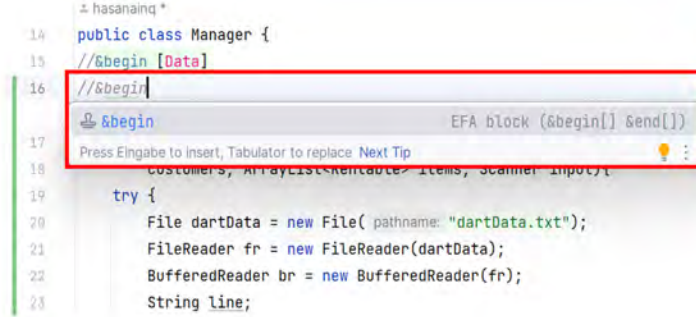 hasanainq *
14 public class Manager {
15 //&begin [Data]
16 //&begin
&begin EFA block (&begin[] &end[])
17
Press Eingabe to insert, Tabulator to replace Next Tip
18 Customers, ArrayList<Rentable> items, Scanner input){
19 try {
20 File dartData = new File( pathname: "dartData.txt");
21 FileReader fr = new FileReader(dartData);
22 BufferedReader br = new BufferedReader(fr);
23 String line;